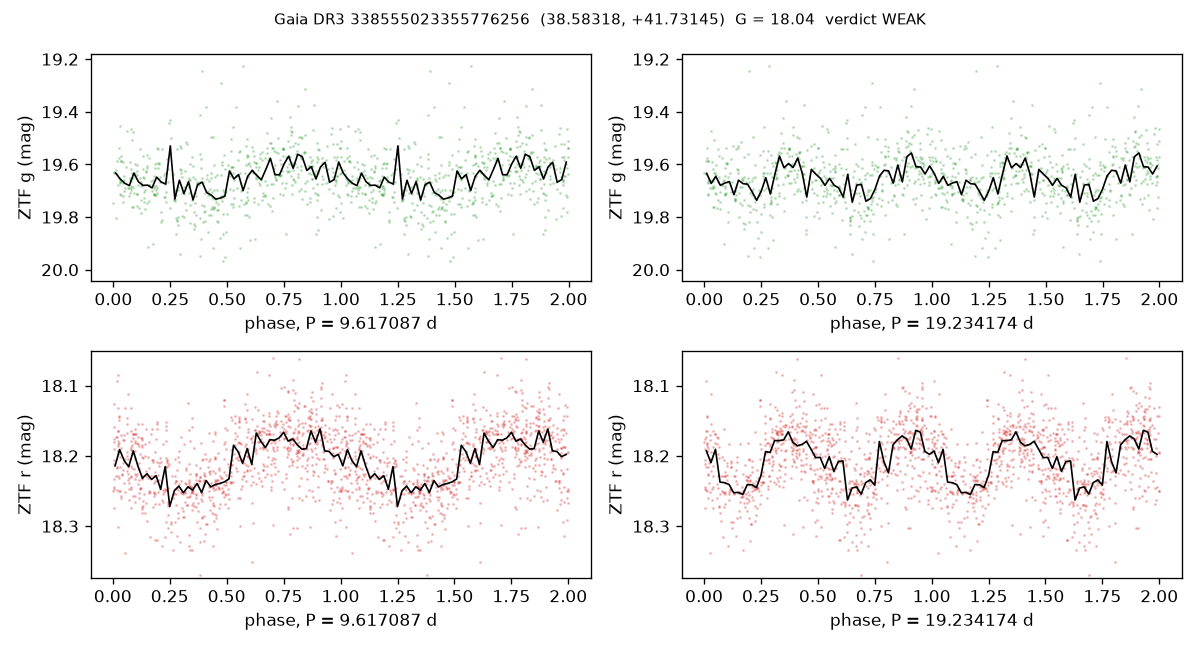 Gaia DR3 338555023355776256  (38.58318, +41.73145)  G = 18.04  verdict WEAK
ZTF g (mag)
19.2
19.4
19.6
19.8
20.0
0.00 0.25 0.50 0.75 1.00 1.25 1.50 1.75 2.00
phase, P = 9.617087 d
ZTF g (mag)
19.2
19.4
19.6
19.8
20.0
0.00 0.25 0.50 0.75 1.00 1.25 1.50 1.75 2.00
phase, P = 19.234174 d
ZTF r (mag)
18.1
18.2
18.3
0.00 0.25 0.50 0.75 1.00 1.25 1.50 1.75 2.00
phase, P = 9.617087 d
ZTF r (mag)
18.1
18.2
18.3
0.00 0.25 0.50 0.75 1.00 1.25 1.50 1.75 2.00
phase, P = 19.234174 d